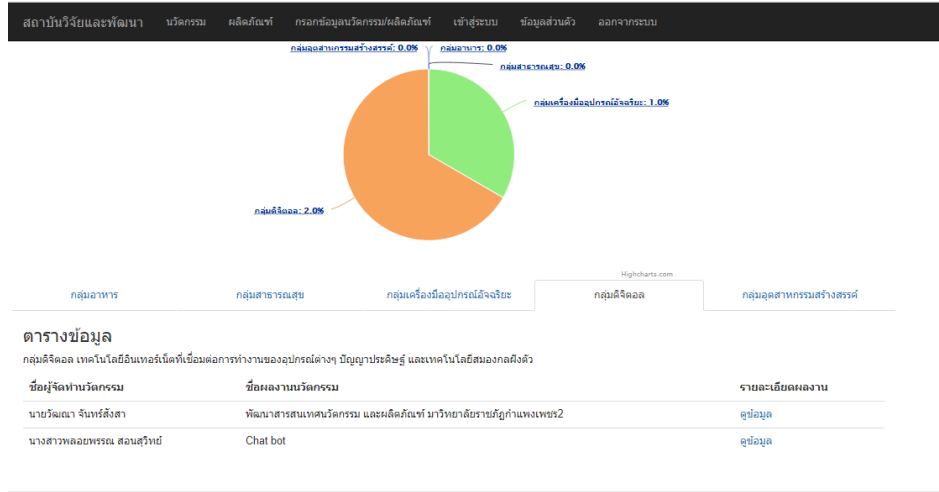 สถาบันวิจัยและพัฒนา นวัตกรรม ผลิตภัณฑ์ กรอกข้อมูลนวัตกรรม/ผลิตภัณฑ์ เข้าสู่ระบบ ข้อมูลส่วนตัว ออกจากระบบ
กลุ่มอุตสาหกรรมสร้างสรรค์: 0.0% กลุ่มอาหาร: 0.0%
กลุ่มสาธารณสุข: 0.0%
กลุ่มเครื่องมืออุปกรณ์อัจฉริยะ: 1.0%
กลุ่มดิจิตอล: 2.0%
Highcharts.com
กลุ่มอาหาร กลุ่มสาธารณสุข กลุ่มเครื่องมืออุปกรณ์อัจฉริยะ กลุ่มดิจิตอล กลุ่มอุตสาหกรรมสร้างสรรค์
ตารางข้อมูล
กลุ่มดิจิตอล เทคโนโลยีอินเทอร์เน็ตที่เชื่อมต่อการทำงานของอุปกรณ์ต่างๆ ปัญญาประดิษฐ์ และเทคโนโลยีสมองกลฝังตัว
ชื่อผู้จัดทำนวัตกรรม ชื่อผลงานนวัตกรรม รายละเอียดผลงาน
นายวัฒณา จันทร์สังสา พัฒนาสารสนเทศนวัตกรรม และผลิตภัณฑ์ มาวิทยาลัยราชภัฏกำแพงเพชร2 ดูข้อมูล
นางสาวพลอยพรรณ สอนสุวิทย์ Chat bot ดูข้อมูล